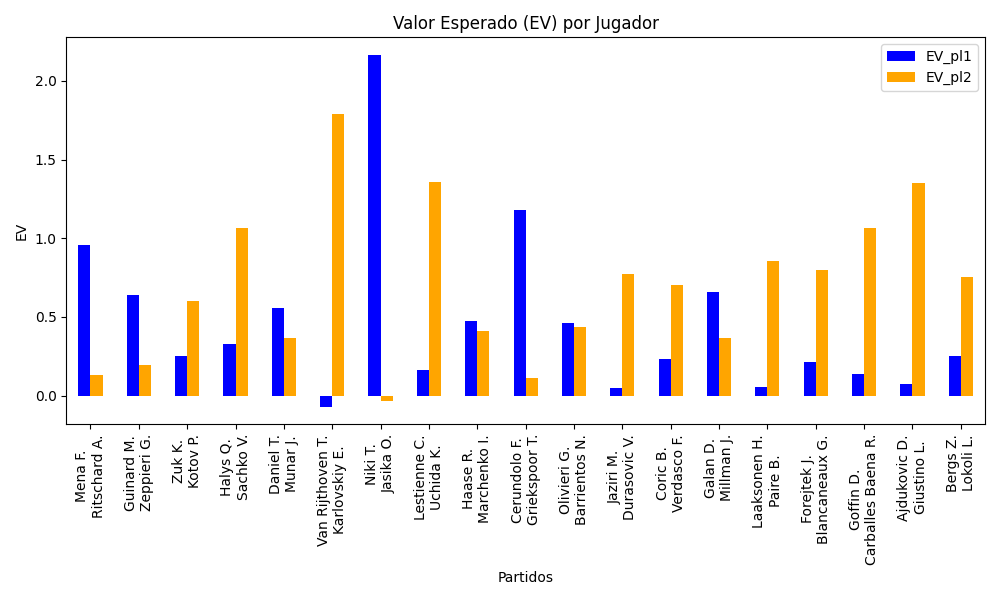 Valor Esperado (EV) por Jugador
EV_pl1
EV_pl2
EV
2.0
1.5
1.0
0.5
0.0
Mena F.
Ritschard A.
Guinard M.
Zeppieri G.
Zuk K.
Kotov P.
Halys Q.
Sachko V.
Daniel T.
Munar J.
Van Rijthoven T.
Karlovskiy E.
Niki T.
Jasika O.
Lestienne C.
Uchida K.
Haase R.
Marchenko I.
Cerundolo F.
Griekspoor T.
Olivieri G.
Barrientos N.
Jaziri M.
Durasovic V.
Coric B.
Verdasco F.
Galan D.
Millman J.
Laaksonen H.
Paire B.
Forejtek J.
Blancaneaux G.
Goffin D.
Carballes Baena R.
Ajdukovic D.
Giustino L.
Bergs Z.
Lokoli L.
Partidos